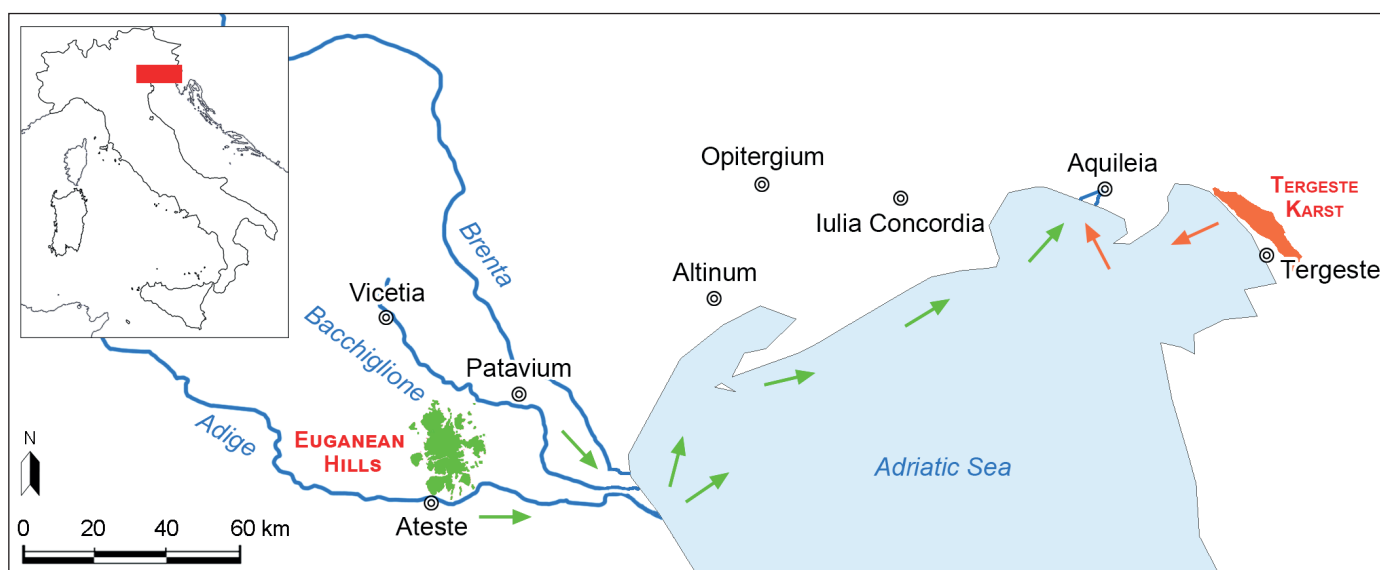 Opitergium
Aquileia
TERGESTE
KARST
Iulia Concordia
Brenta
Altinum
Tergeste
Vicetia
Bacchiglione
Patavium
Adige
EUGANEAN
HILLS
Adriatic Sea
N
Ateste
0 20 40 60 km